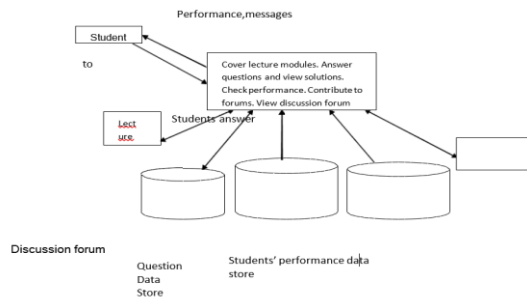 Performance,messages
Student
to
Cover lecture modules. Answer
questions and view solutions.
Check performance. Contribute to
forums. View discussion forum
Students answer
Lect
ure.
Discussion forum
Question
Data
Store
Students' performance data
store